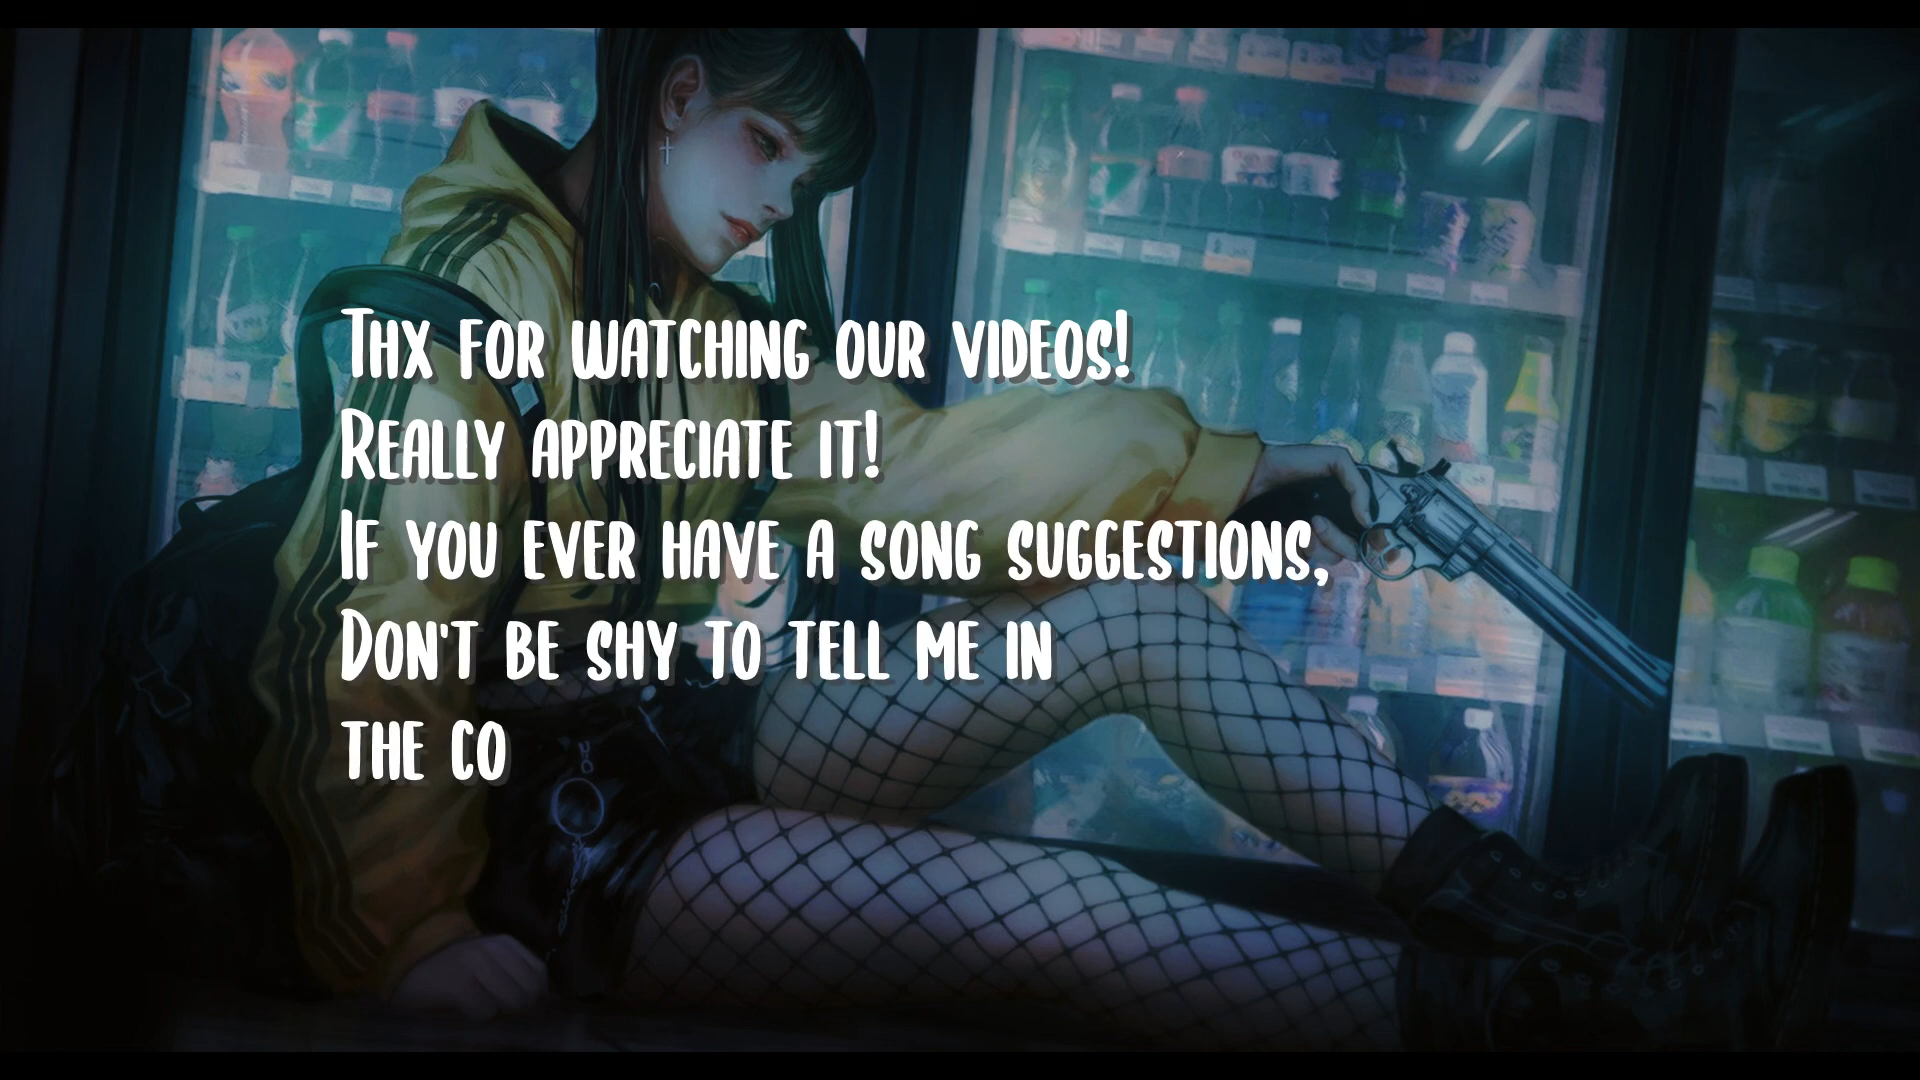 Thx for watching our videos!
Really appreciate it!
If you ever have a song suggestions,
Don't be shy to tell me in
the co